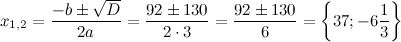 x_{1,2} = \frac{-b \pm \sqrt{D}}{2a} = \frac{92 \pm 130}{2 \cdot 3} = \frac{92 \pm 130}{6} = \left\{37; -6\frac{1}{3}\right\}